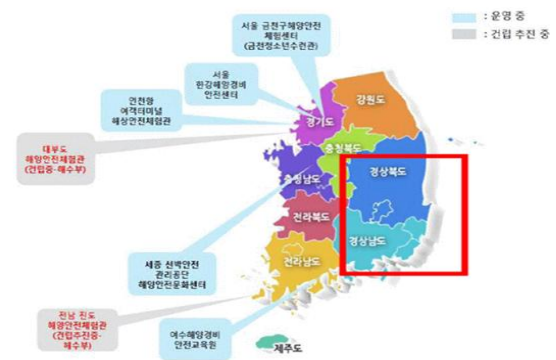 : 운영 중
: 건립 추진 중
서울 금천구해양안전
체험센터
(금천청소년수련관)
서울
한강해양경비
안전센터
인천항
여객터미널
해상안전체험관
대부도
해양안전체험관
(건립중-해수부)
강원도
경기도
충청북도
충청남도
경상북도
전라북도
경상남도
전라남도
세종 선박안전
관리공단
해양안전문화센터
전남 진도
해양안전체험관
(건립추진중-
해수부)
여수해양경비
안전교육원
제주도